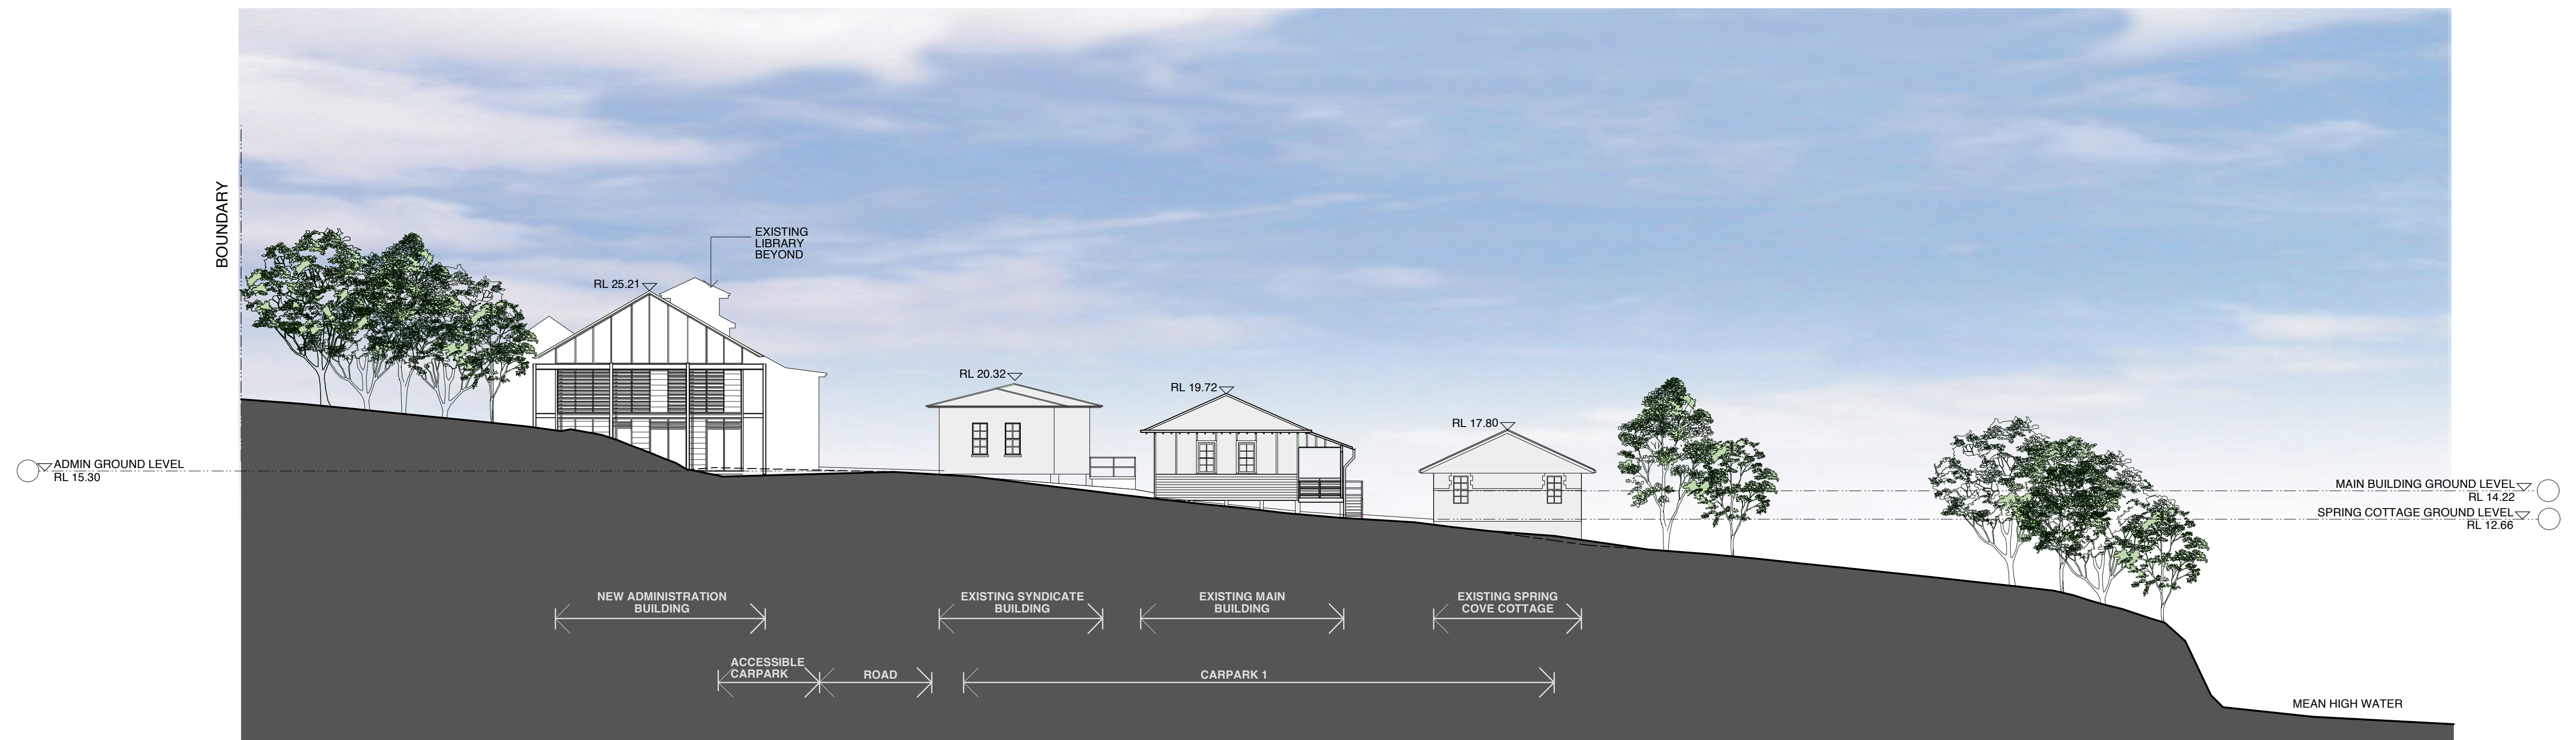 BOUNDARY
EXISTING
LIBRARY
BEYOND
RL 25.21
RL 20.32
RL 19.72
RL 17.80
ADMIN GROUND LEVEL
RL 15.30
MAIN BUILDING GROUND LEVEL
RL 14.22
SPRING COTTAGE GROUND LEVEL
RL 12.66
NEW ADMINISTRATION
BUILDING
EXISTING SYNDICATE
BUILDING
EXISTING MAIN
BUILDING
EXISTING SPRING
COVE COTTAGE
ACCESSIBLE
CARPARK
ROAD
CARPARK 1
MEAN HIGH WATER